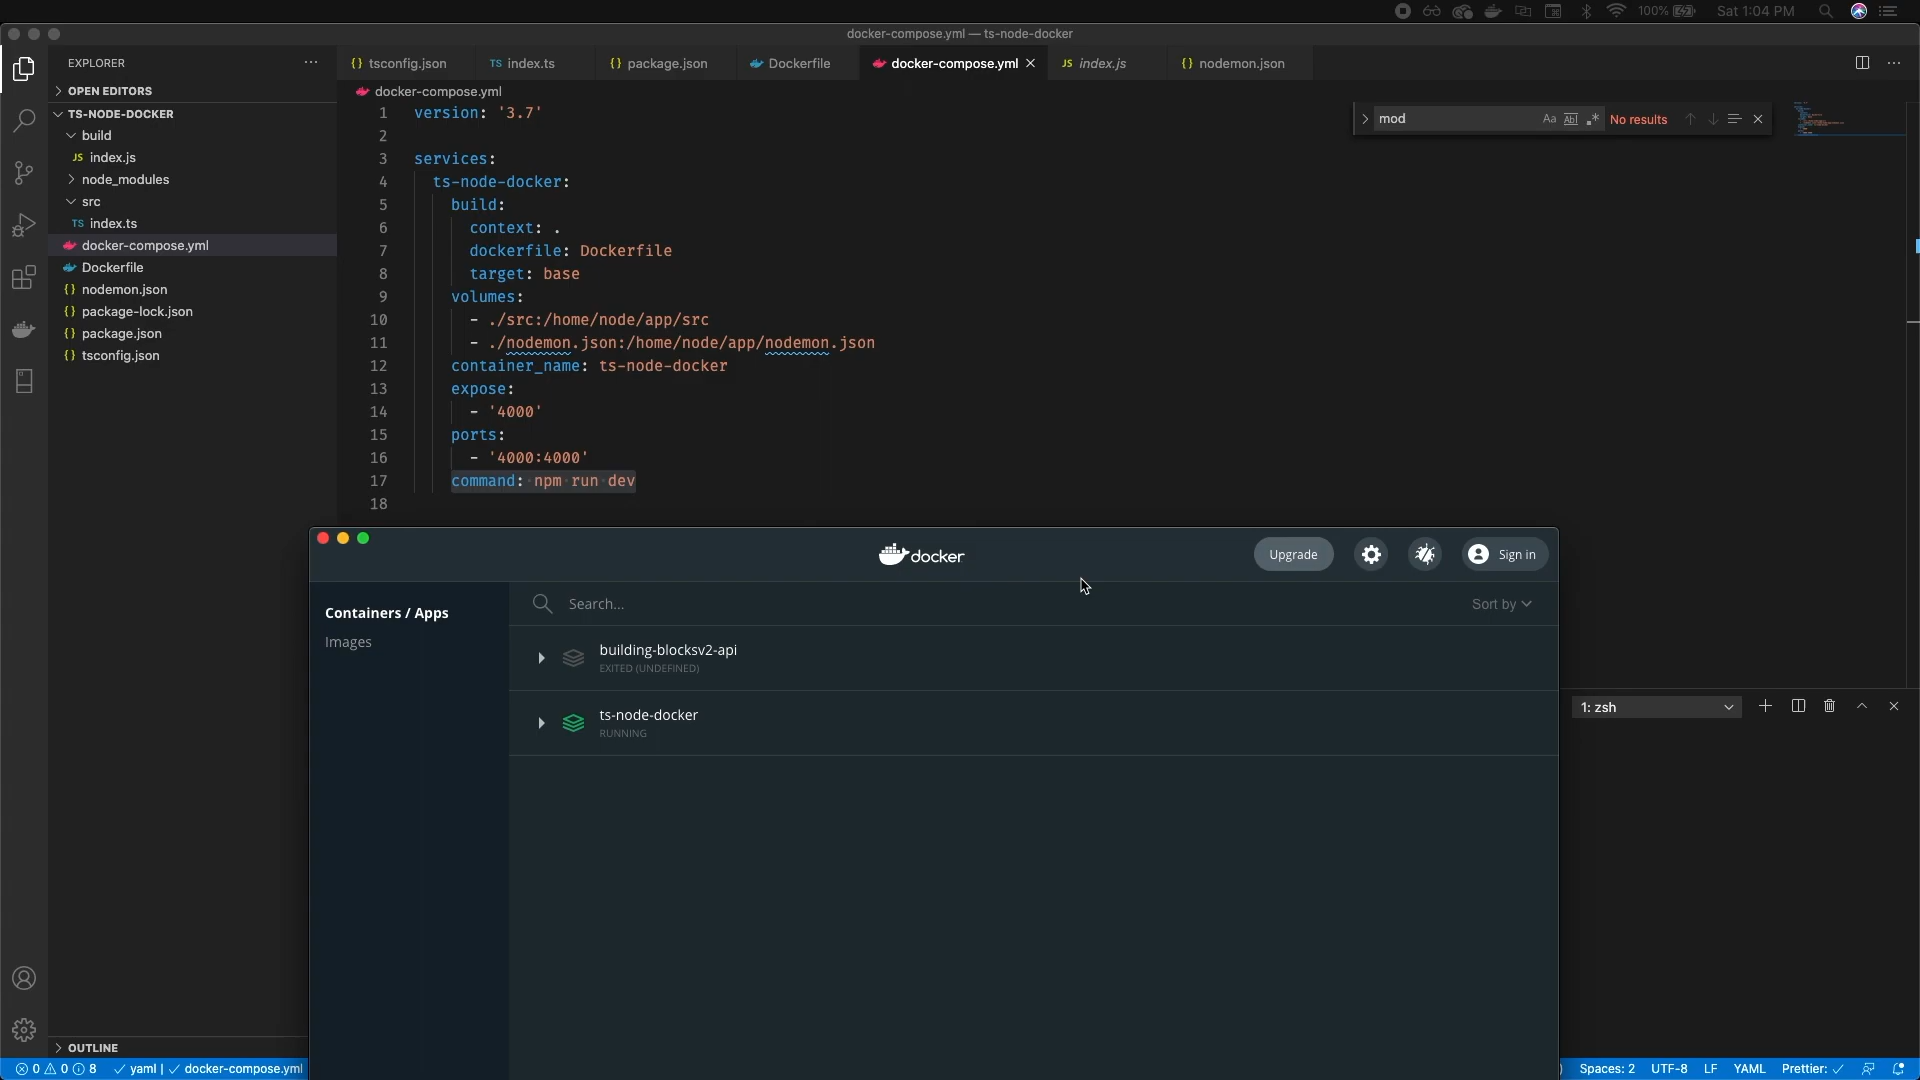 100% Sat 1:04 PM
docker-compose.yml — ts-node-docker
EXPLORER
OPEN EDITORS
TS-NODE-DOCKER
build
JS index.js
node_modules
src
TS index.ts
docker-compose.yml
Dockerfile
{} nodemon.json
{} package-lock.json
{} package.json
{} tsconfig.json
OUTLINE
{} tsconfig.json
TS index.ts
{} package.json
Dockerfile
docker-compose.yml
JS index.js
{} nodemon.json
docker-compose.yml
mod
Aa Abl .* No results
1 version: '3.7'
2
3 services:
4 ts-node-docker:
5 build:
6 context: .
7 dockerfile: Dockerfile
8 target: base
9 volumes:
10 - ./src:/home/node/app/src
11 - ./nodemon.json:/home/node/app/nodemon.json
12 container_name: ts-node-docker
13 expose:
14 - '4000'
15 ports:
16 - '4000:4000'
17 command: npm run dev
18
docker
Upgrade
Sign in
Containers / Apps
Images
Search...
Sort by
building-blocksv2-api
EXITED (UNDEFINED)
ts-node-docker
RUNNING
1: zsh
0 0 8 yaml | docker-compose.yml
) Spaces: 2 UTF-8 LF YAML Prettier: ✓